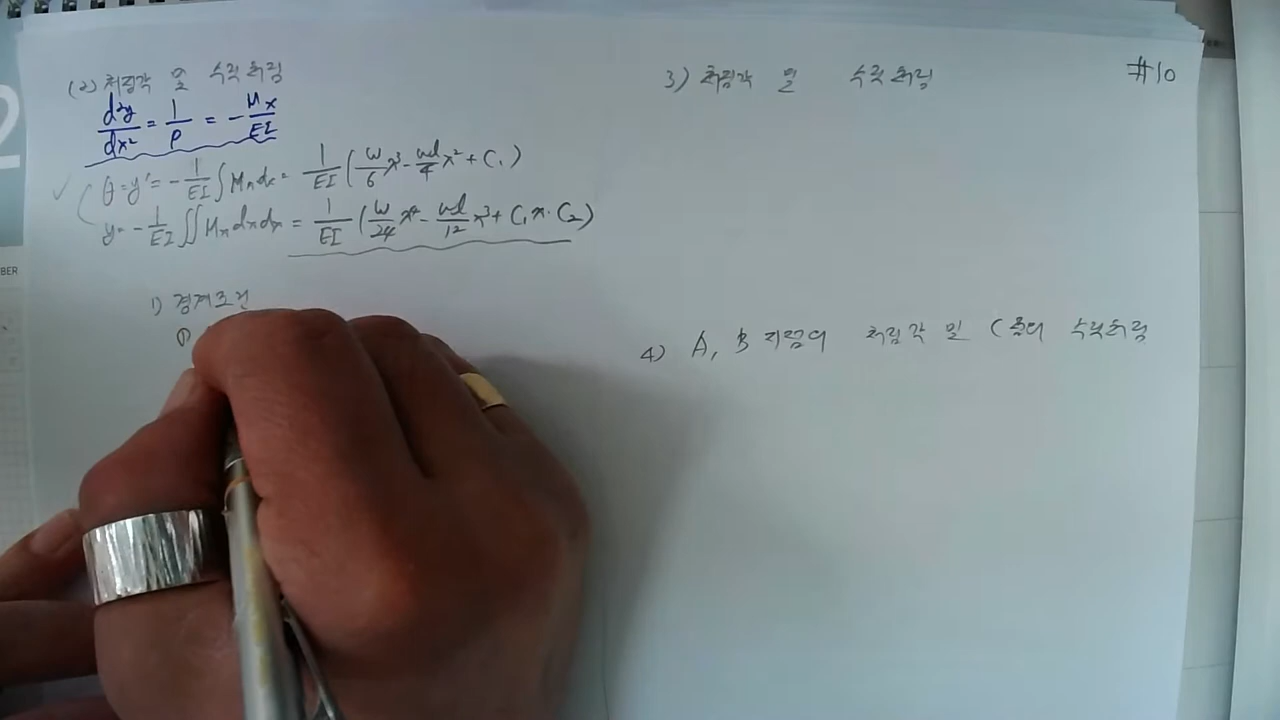 (2) 처짐각 및 수직처짐
d²y/dx² = 1/ρ = -Mx/EI
θ=y'= -1/EI ∫Mx dx= 1/EI (w/6 x³ - wl/4 x² + C₁)
y= -1/EI ∬Mx dx dx = 1/EI (w/24 x⁴ - wl/12 x³ + C₁x. C₂)
1) 경계조건
①
3) 처짐각 및 수직처짐
#10
4) A, B 지점의 처짐각 및 C점의 수직처짐
BER
2